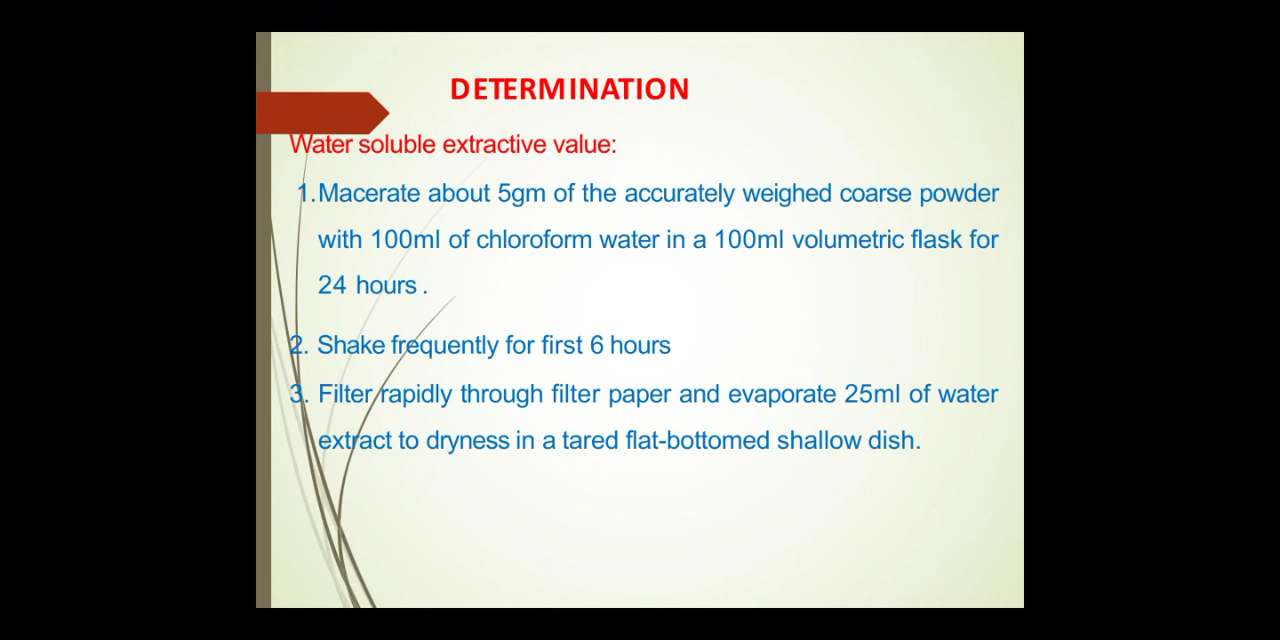 DETERMINATION
Water soluble extractive value:
1.Macerate about 5gm of the accurately weighed coarse powder
with 100ml of chloroform water in a 100ml volumetric flask for
24 hours .
2. Shake frequently for first 6 hours
3. Filter rapidly through filter paper and evaporate 25ml of water
extract to dryness in a tared flat-bottomed shallow dish.